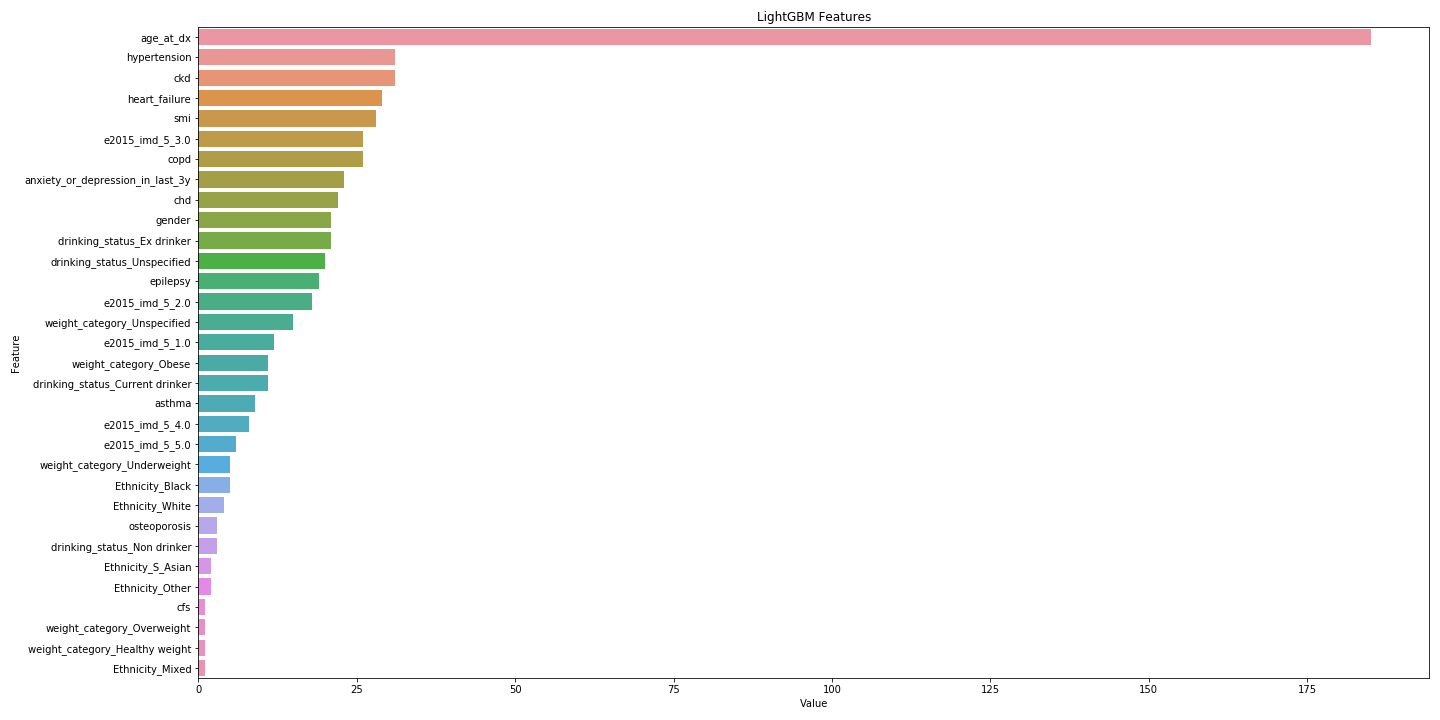 LightGBM Features
age_at_dx
hypertension
ckd
heart_failure
smi
e2015_imd_5_3.0
copd
anxiety_or_depression_in_last_3y
chd
gender
drinking_status_Ex drinker
drinking_status_Unspecified
epilepsy
e2015_imd_5_2.0
weight_category_Unspecified
e2015_imd_5_1.0
weight_category_Obese
drinking_status_Current drinker
asthma
e2015_imd_5_4.0
e2015_imd_5_5.0
weight_category_Underweight
Ethnicity_Black
Ethnicity_White
osteoporosis
drinking_status_Non drinker
Ethnicity_S_Asian
Ethnicity_Other
cfs
weight_category_Overweight
weight_category_Healthy weight
Ethnicity_Mixed
Feature
0 25 50 75 100 125 150 175
Value